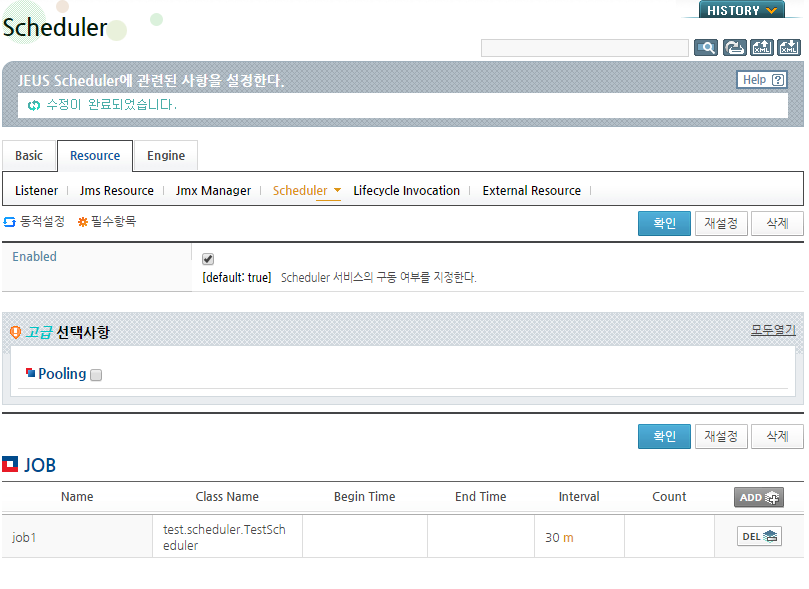 HISTORY
Scheduler
XML XML
JEUS Scheduler에 관련된 사항을 설정한다.
Help ?
수정이 완료되었습니다.
Basic Resource Engine
Listener Jms Resource Jmx Manager Scheduler Lifecycle Invocation External Resource
동적설정 필수항목 확인 재설정 삭제
Enabled
[default: true] Scheduler 서비스의 구동 여부를 지정한다.
고급 선택사항 모두열기
Pooling
확인 재설정 삭제
JOB
Name Class Name Begin Time End Time Interval Count ADD
job1 test.scheduler.TestSch
eduler 30 m DEL